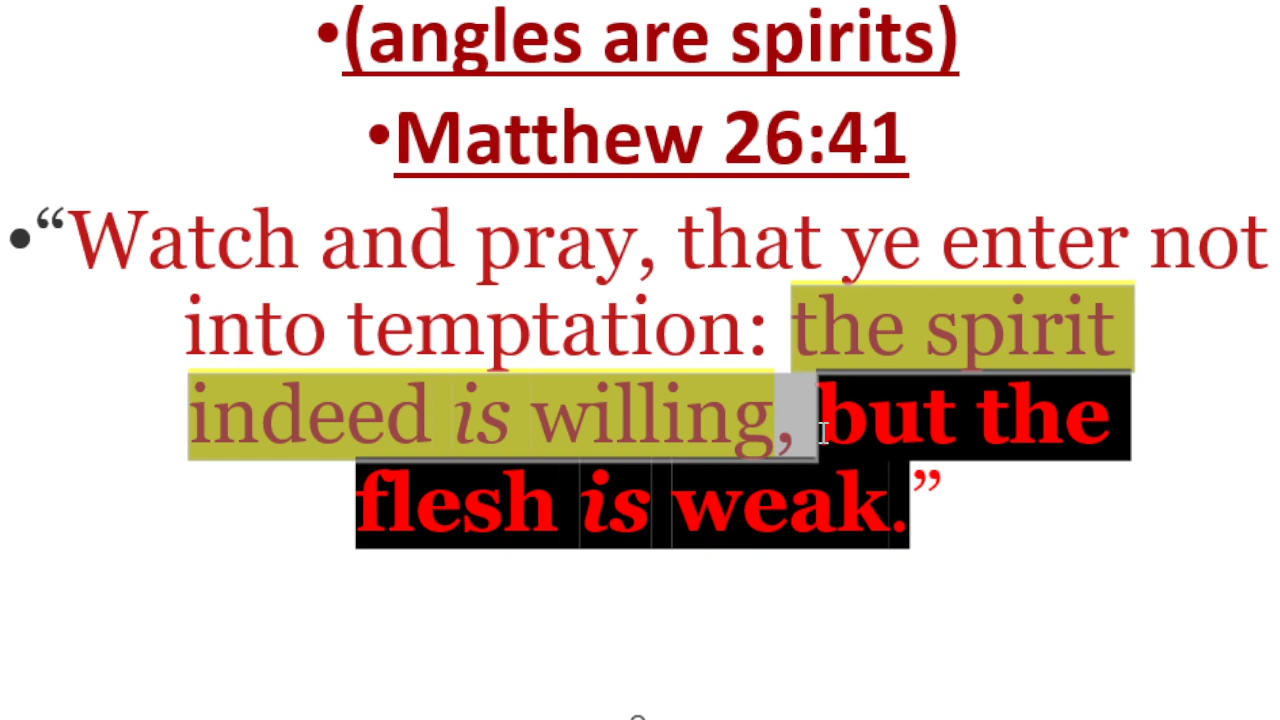 •(angles are spirits)
•Matthew 26:41
•“Watch and pray, that ye enter not
into temptation: the spirit
indeed is willing, but the
flesh is weak.”